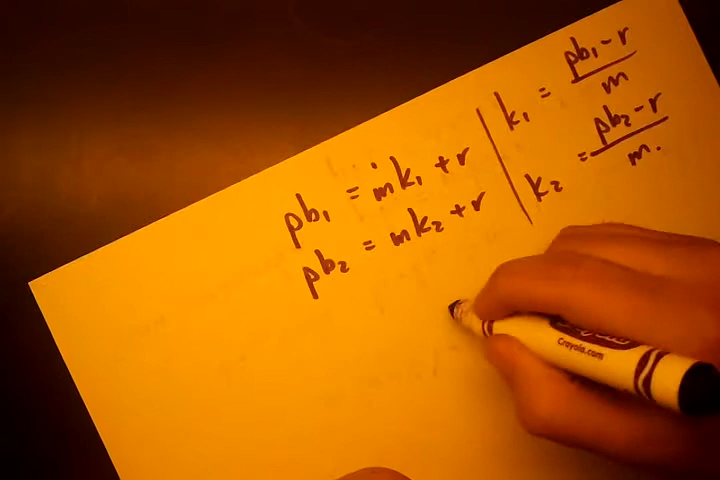 pb₁ = mk₁ + r
pb₂ = mk₂ + r
k₁ = pb₁ - r / m
k₂ = pb₂ - r / m.
Crayola.com